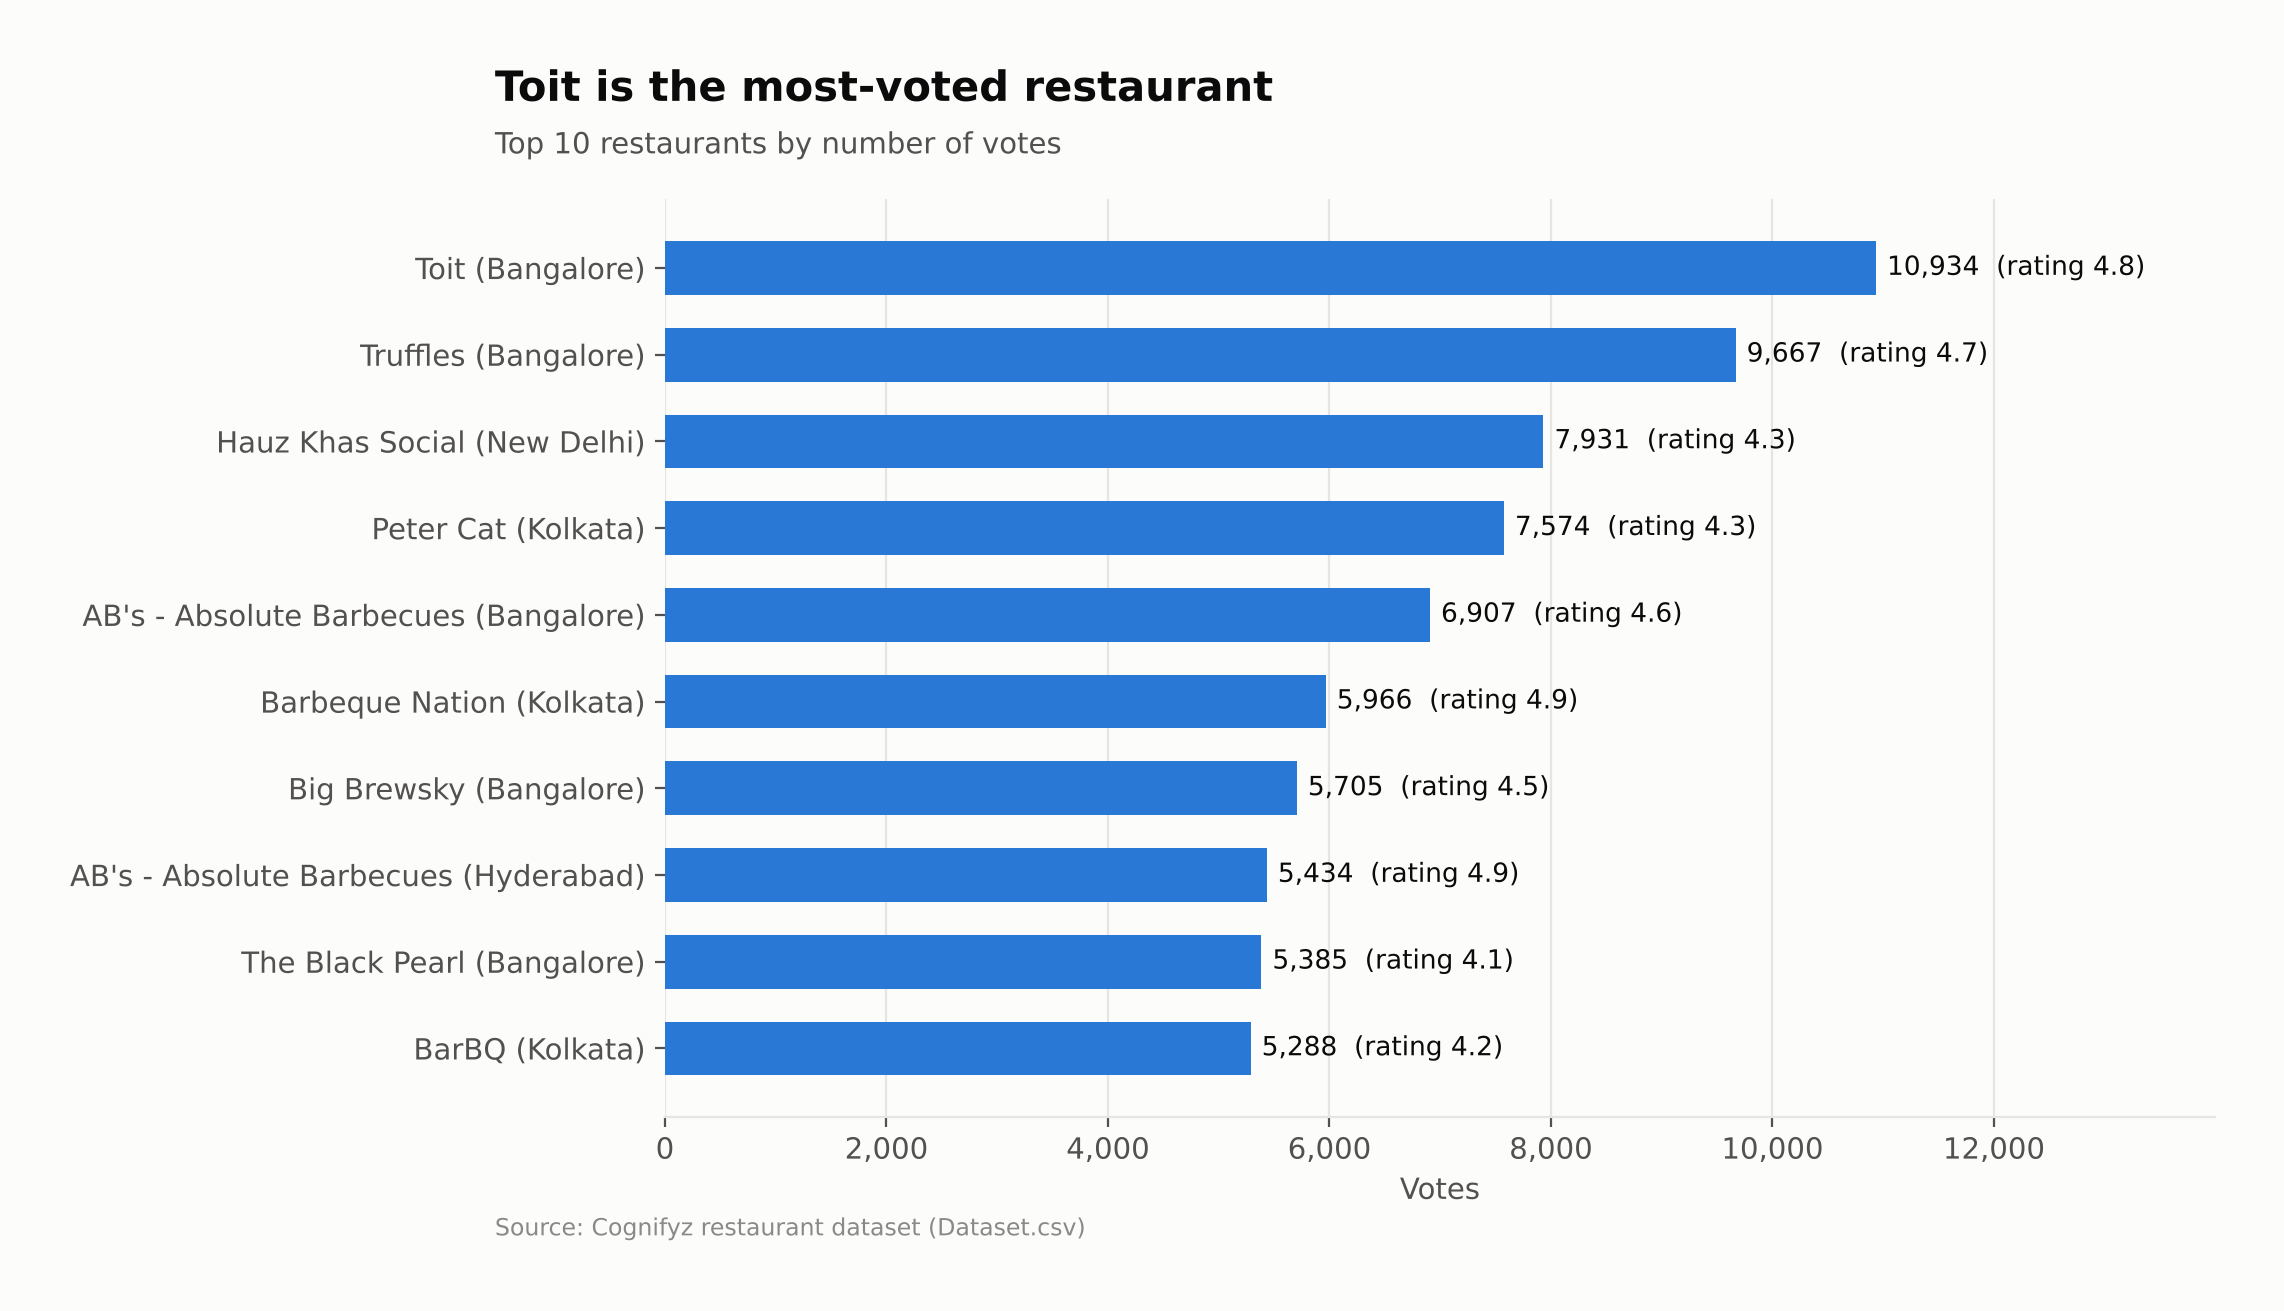 Toit is the most-voted restaurant
Top 10 restaurants by number of votes
Toit (Bangalore) 10,934 (rating 4.8)
Truffles (Bangalore) 9,667 (rating 4.7)
Hauz Khas Social (New Delhi) 7,931 (rating 4.3)
Peter Cat (Kolkata) 7,574 (rating 4.3)
AB's - Absolute Barbecues (Bangalore) 6,907 (rating 4.6)
Barbeque Nation (Kolkata) 5,966 (rating 4.9)
Big Brewsky (Bangalore) 5,705 (rating 4.5)
AB's - Absolute Barbecues (Hyderabad) 5,434 (rating 4.9)
The Black Pearl (Bangalore) 5,385 (rating 4.1)
BarBQ (Kolkata) 5,288 (rating 4.2)
0 2,000 4,000 6,000 8,000 10,000 12,000
Votes
Source: Cognifyz restaurant dataset (Dataset.csv)